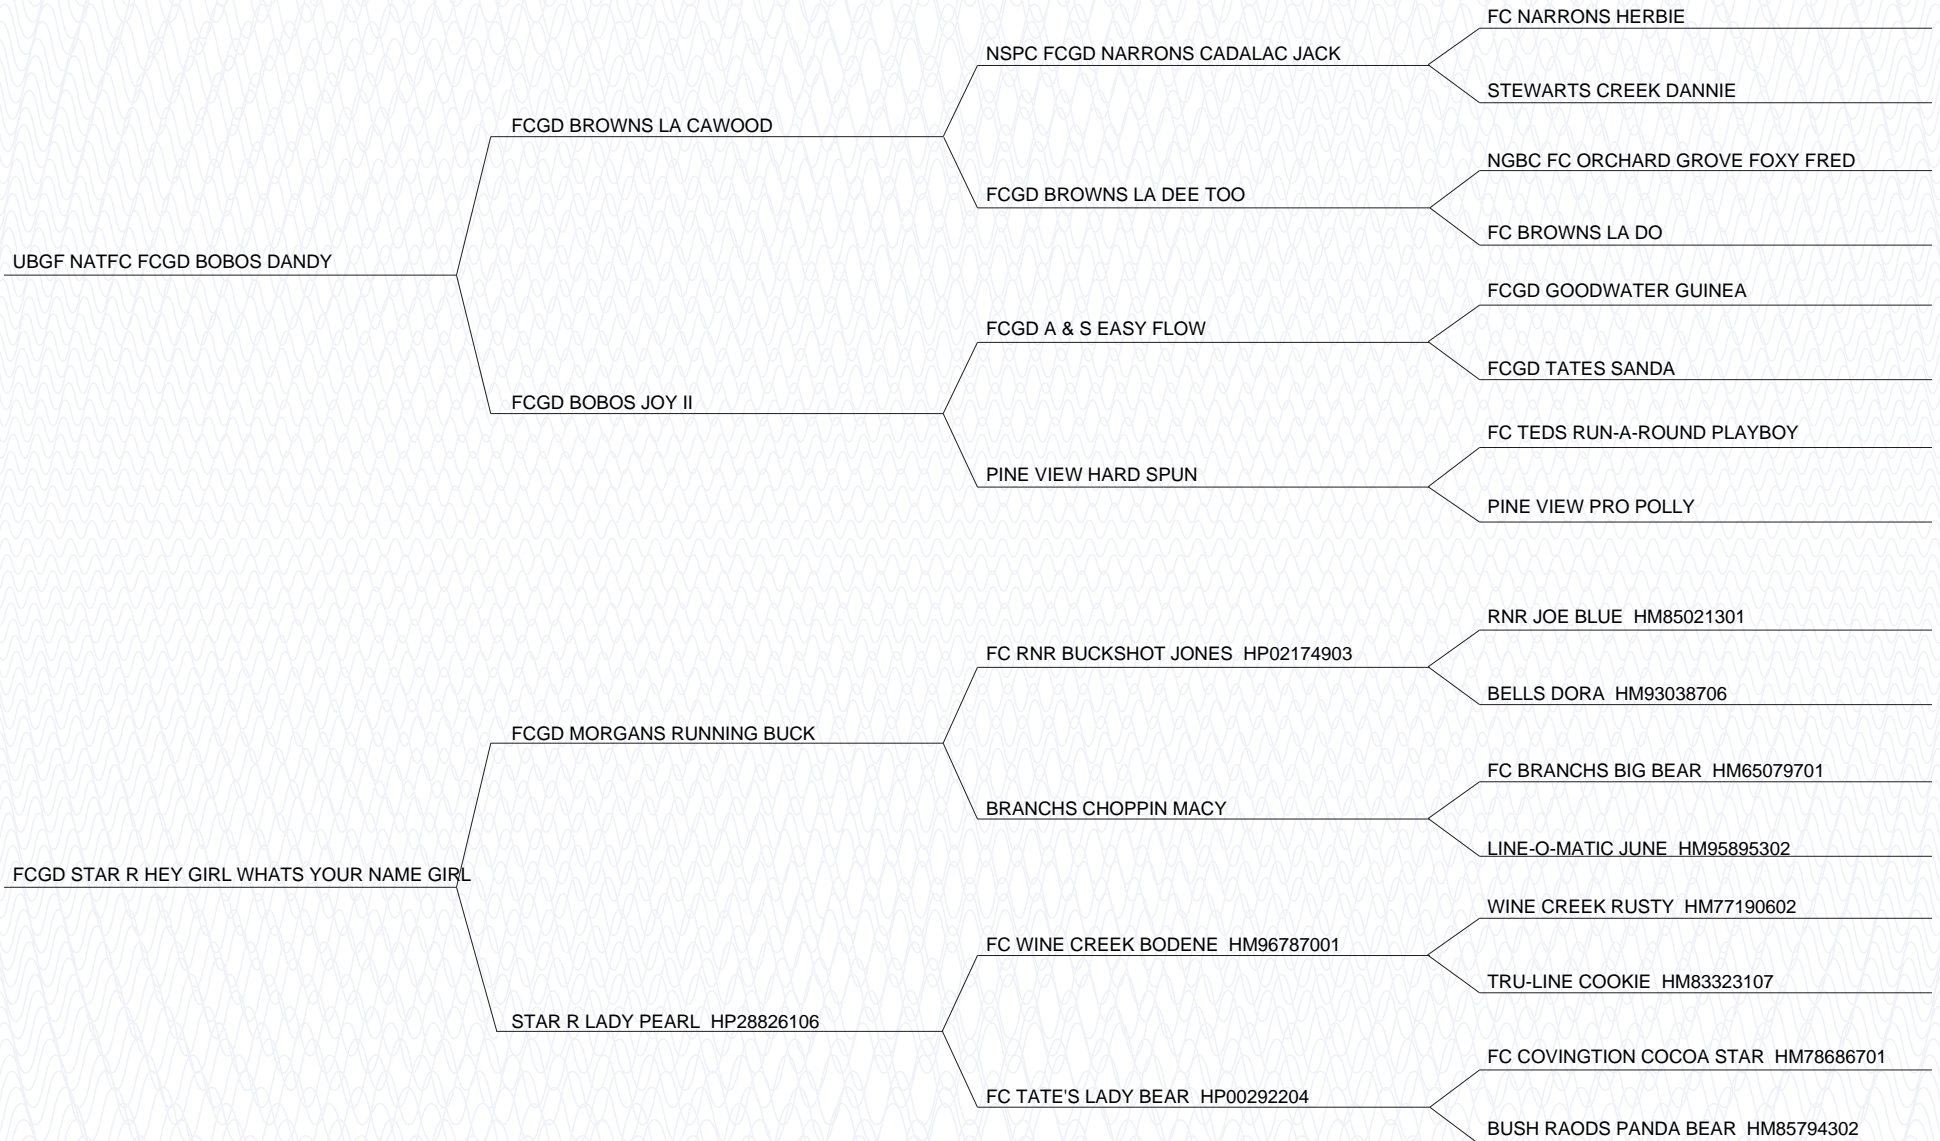 FC NARRONS HERBIE
NSPC FCGD NARRONS CADALAC JACK
STEWARTS CREEK DANNIE
FCGD BROWNS LA CAWOOD
NGBC FC ORCHARD GROVE FOXY FRED
FCGD BROWNS LA DEE TOO
FC BROWNS LA DO
UBGF NATFC FCGD BOBOS DANDY
FCGD GOODWATER GUINEA
FCGD A & S EASY FLOW
FCGD TATES SANDA
FCGD BOBOS JOY II
FC TEDS RUN-A-ROUND PLAYBOY
PINE VIEW HARD SPUN
PINE VIEW PRO POLLY
RNR JOE BLUE HM85021301
FC RNR BUCKSHOT JONES HP02174903
BELLS DORA HM93038706
FCGD MORGANS RUNNING BUCK
FC BRANCHS BIG BEAR HM65079701
BRANCHS CHOPPIN MACY
LINE-O-MATIC JUNE HM95895302
FCGD STAR R HEY GIRL WHATS YOUR NAME GIRL
WINE CREEK RUSTY HM77190602
FC WINE CREEK BODENE HM96787001
TRU-LINE COOKIE HM83323107
STAR R LADY PEARL HP28826106
FC COVINGTION COCOA STAR HM78686701
FC TATE'S LADY BEAR HP00292204
BUSH RAODS PANDA BEAR HM85794302